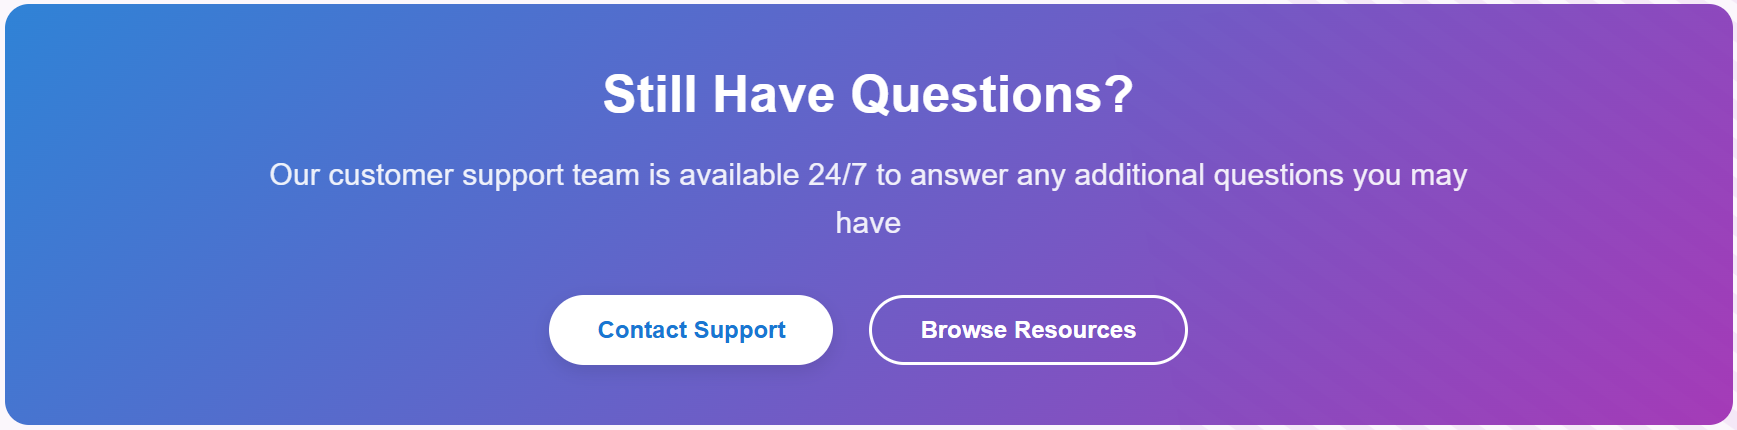 Still Have Questions?
Our customer support team is available 24/7 to answer any additional questions you may
have
Contact Support
Browse Resources